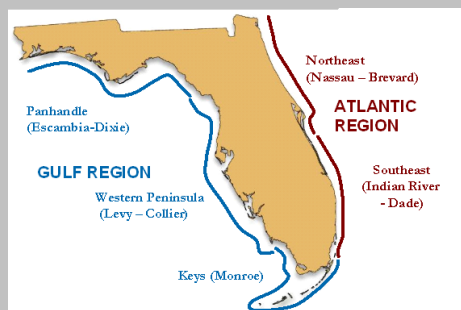 Northeast
(Nassau – Brevard)
ATLANTIC
REGION
Panhandle
(Escambia-Dixie)
GULF REGION
Southeast
(Indian River
- Dade)
Western Peninsula
(Levy – Collier)
Keys (Monroe)